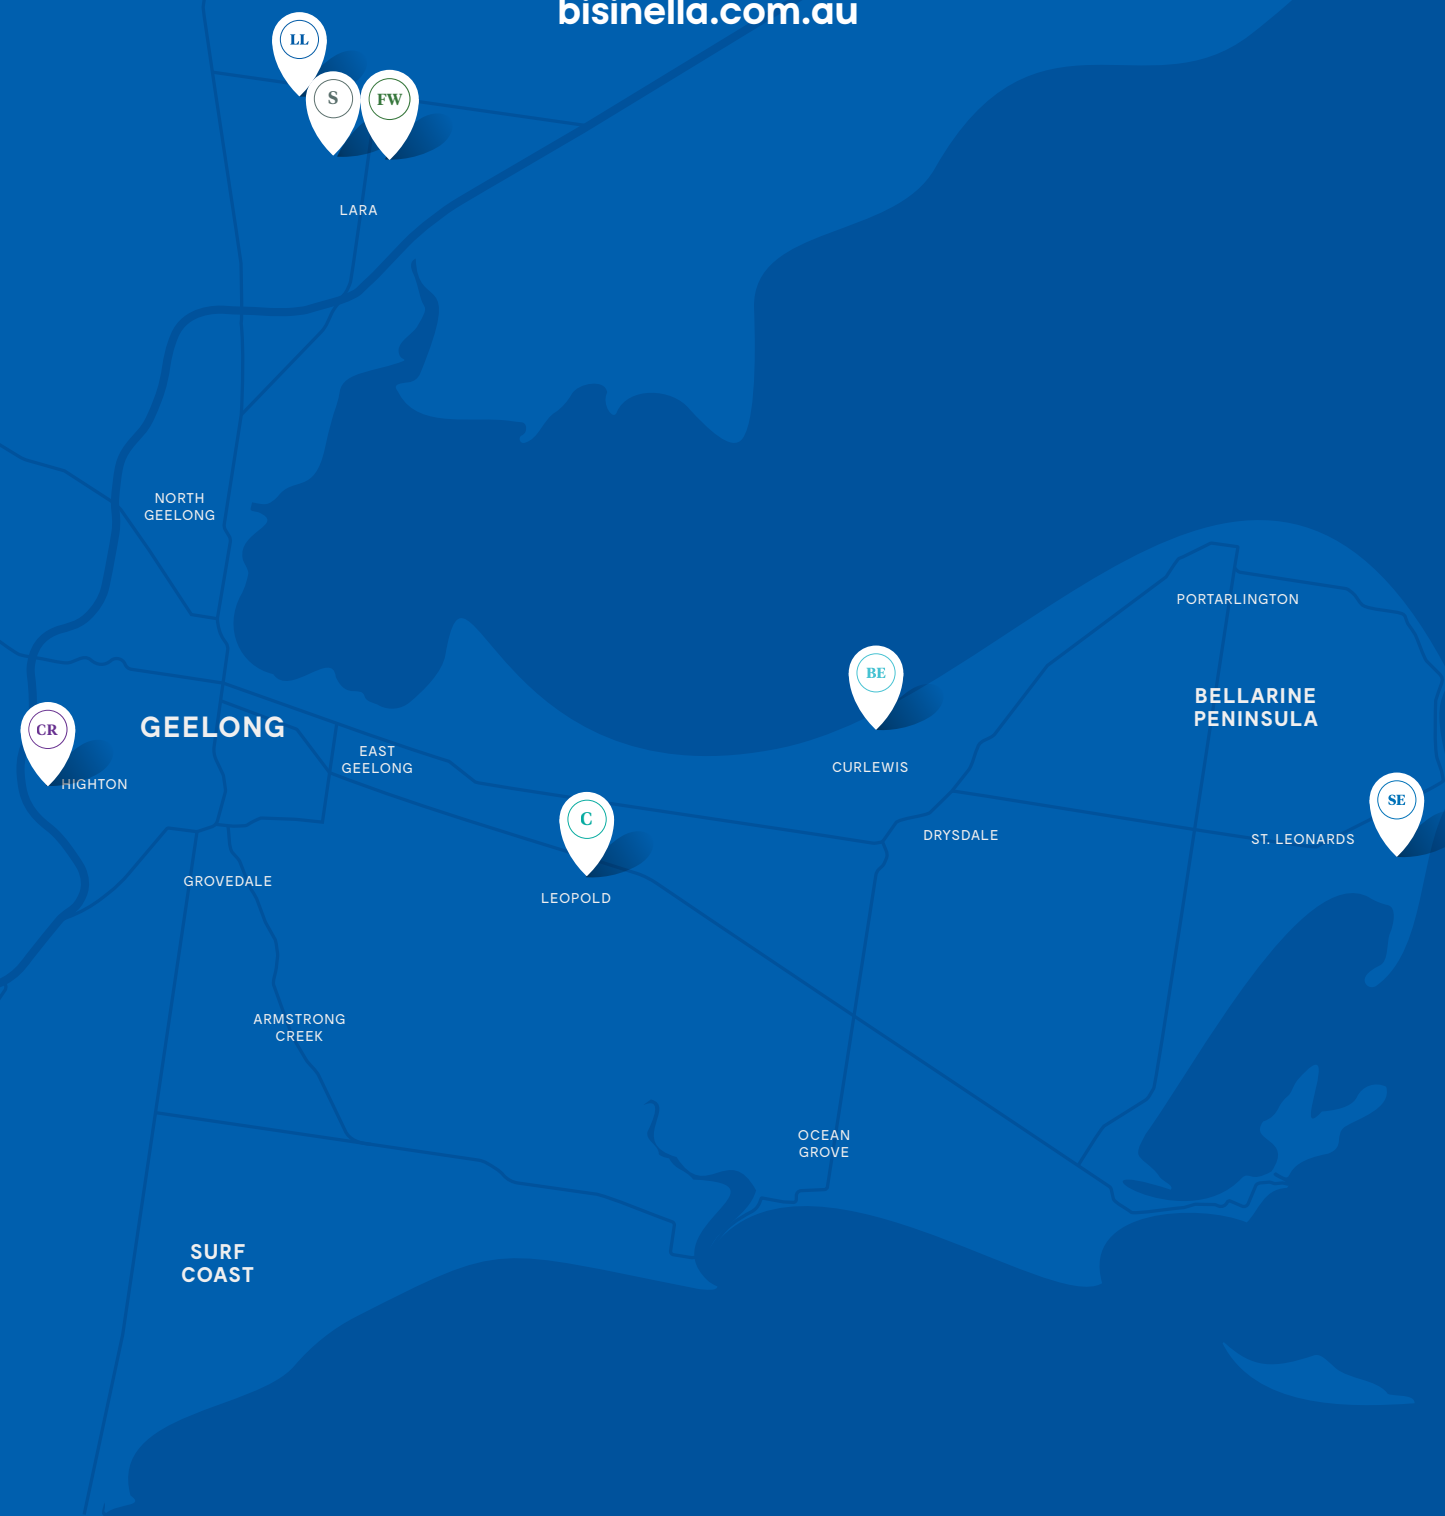 bisinella.com.au
LL
S
FW
LARA
NORTH
GEELONG
PORTARLINGTON
BE
BELLARINE
PENINSULA
CR
GEELONG
EAST
GEELONG
CURLEWIS
HIGHTON
SE
C
DRYSDALE
ST. LEONARDS
GROVEDALE
LEOPOLD
ARMSTRONG
CREEK
OCEAN
GROVE
SURF
COAST